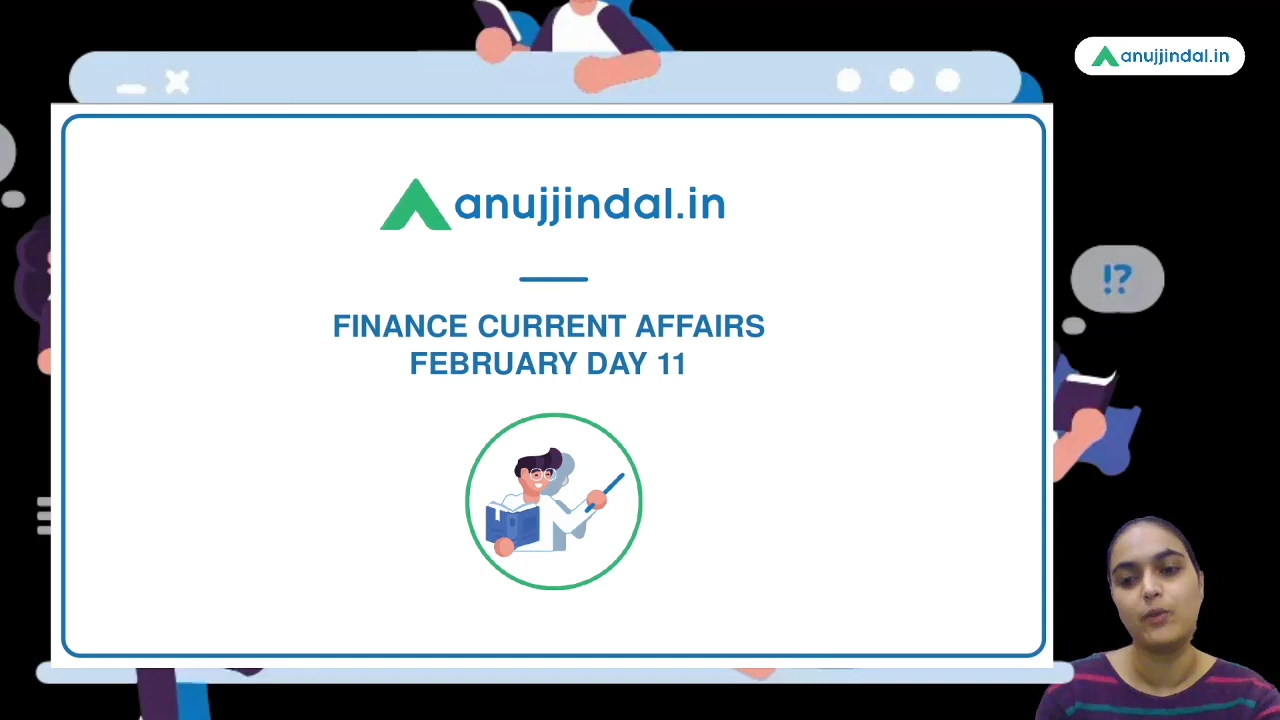 anujjindal.in
anujjindal.in
FINANCE CURRENT AFFAIRS
FEBRUARY DAY 11
!?